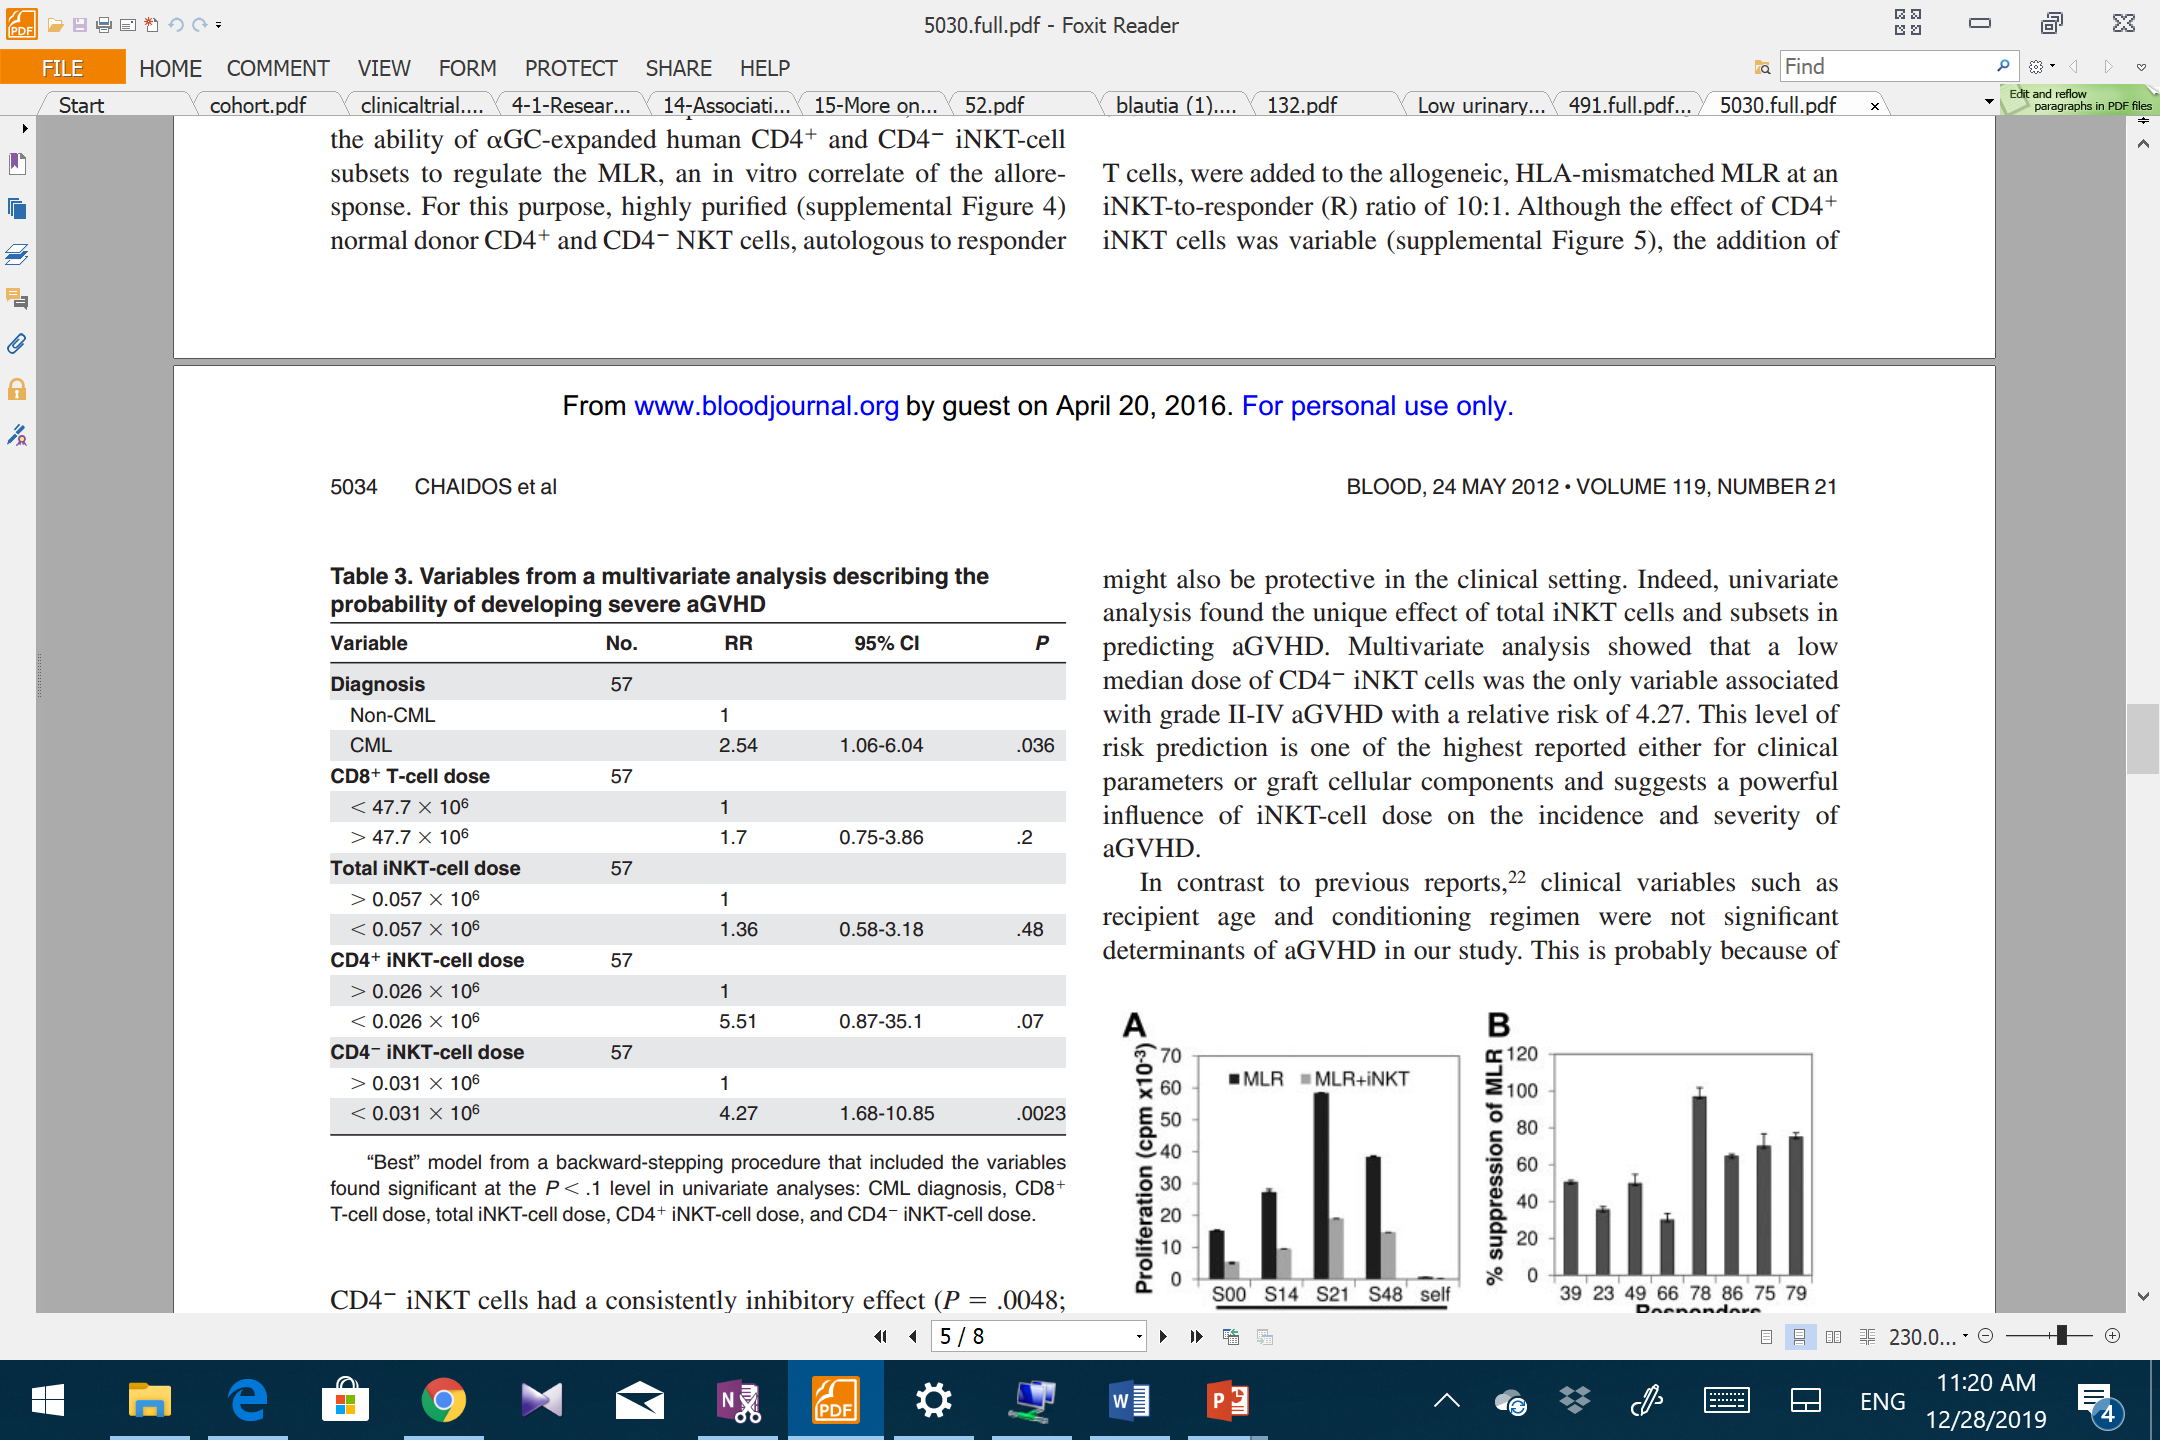 5030.full.pdf - Foxit Reader
FILE HOME COMMENT VIEW FORM PROTECT SHARE HELP
Find
Start cohort.pdf clinicaltrial.... 4-1-Resear... 14-Associati... 15-More on... 52.pdf blautia (1).... 132.pdf Low urinary... 491.full.pdf... 5030.full.pdf
Edit and reflow
paragraphs in PDF files
the ability of αGC-expanded human CD4⁺ and CD4⁻ iNKT-cell
subsets to regulate the MLR, an in vitro correlate of the allore-
sponse. For this purpose, highly purified (supplemental Figure 4)
normal donor CD4⁺ and CD4⁻ NKT cells, autologous to responder
T cells, were added to the allogeneic, HLA-mismatched MLR at an
iNKT-to-responder (R) ratio of 10:1. Although the effect of CD4⁺
iNKT cells was variable (supplemental Figure 5), the addition of
From www.bloodjournal.org by guest on April 20, 2016. For personal use only.
5034 CHAIDOS et al
BLOOD, 24 MAY 2012 • VOLUME 119, NUMBER 21
Table 3. Variables from a multivariate analysis describing the
probability of developing severe aGVHD
Variable No. RR 95% CI P
Diagnosis 57
Non-CML 1
CML 2.54 1.06-6.04 .036
CD8⁺ T-cell dose 57
< 47.7 × 10⁶ 1
> 47.7 × 10⁶ 1.7 0.75-3.86 .2
Total iNKT-cell dose 57
> 0.057 × 10⁶ 1
< 0.057 × 10⁶ 1.36 0.58-3.18 .48
CD4⁺ iNKT-cell dose 57
> 0.026 × 10⁶ 1
< 0.026 × 10⁶ 5.51 0.87-35.1 .07
CD4⁻ iNKT-cell dose 57
> 0.031 × 10⁶ 1
< 0.031 × 10⁶ 4.27 1.68-10.85 .0023
“Best” model from a backward-stepping procedure that included the variables
found significant at the P < .1 level in univariate analyses: CML diagnosis, CD8⁺
T-cell dose, total iNKT-cell dose, CD4⁺ iNKT-cell dose, and CD4⁻ iNKT-cell dose.
CD4⁻ iNKT cells had a consistently inhibitory effect (P = .0048;
might also be protective in the clinical setting. Indeed, univariate
analysis found the unique effect of total iNKT cells and subsets in
predicting aGVHD. Multivariate analysis showed that a low
median dose of CD4⁻ iNKT cells was the only variable associated
with grade II-IV aGVHD with a relative risk of 4.27. This level of
risk prediction is one of the highest reported either for clinical
parameters or graft cellular components and suggests a powerful
influence of iNKT-cell dose on the incidence and severity of
aGVHD.
In contrast to previous reports,²² clinical variables such as
recipient age and conditioning regimen were not significant
determinants of aGVHD in our study. This is probably because of
A
Proliferation (cpm x10⁻³)
70
60
50
40
30
20
10
0
MLR MLR+iNKT
S00 S14 S21 S48 self
B
% suppression of MLR
120
100
80
60
40
20
0
39 23 49 66 78 86 75 79
Responders
5 / 8
230.0...
ENG
11:20 AM
12/28/2019
4